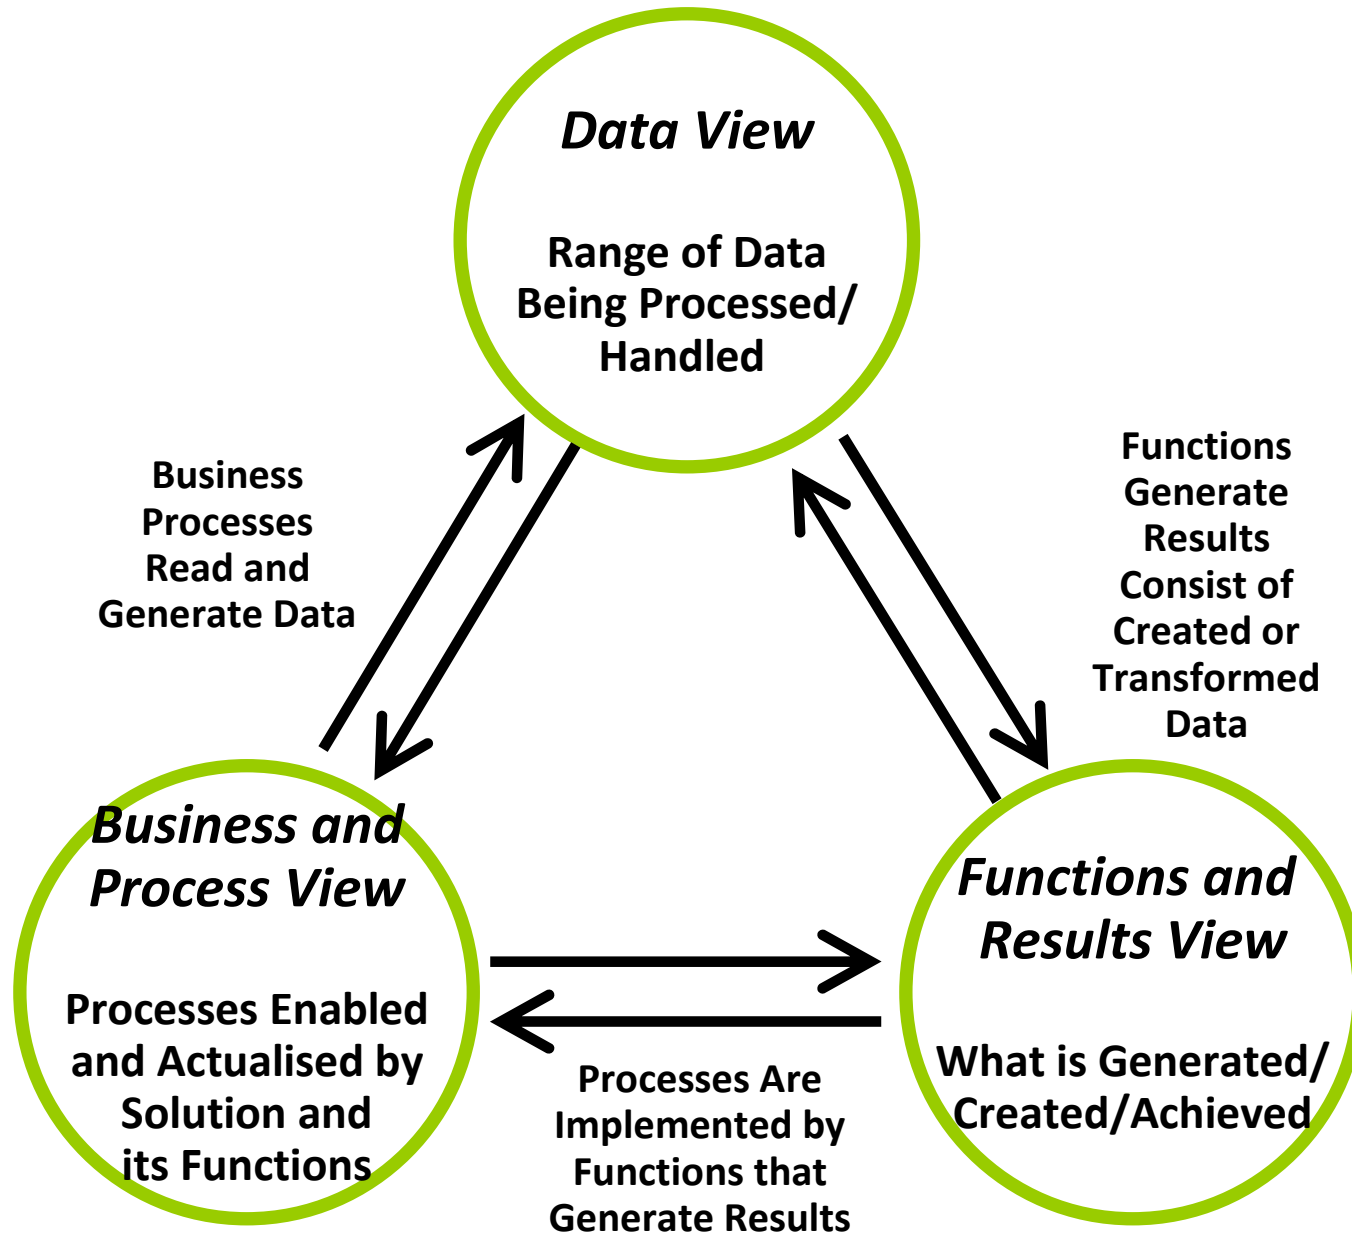 Data View
Range of Data
Being Processed/
Handled
Business
Processes
Read and
Generate Data
Functions
Generate
Results
Consist of
Created or
Transformed
Data
Business and
Process View
Processes Enabled
and Actualised by
Solution and
its Functions
Functions and
Results View
What is Generated/
Created/Achieved
Processes Are
Implemented by
Functions that
Generate Results